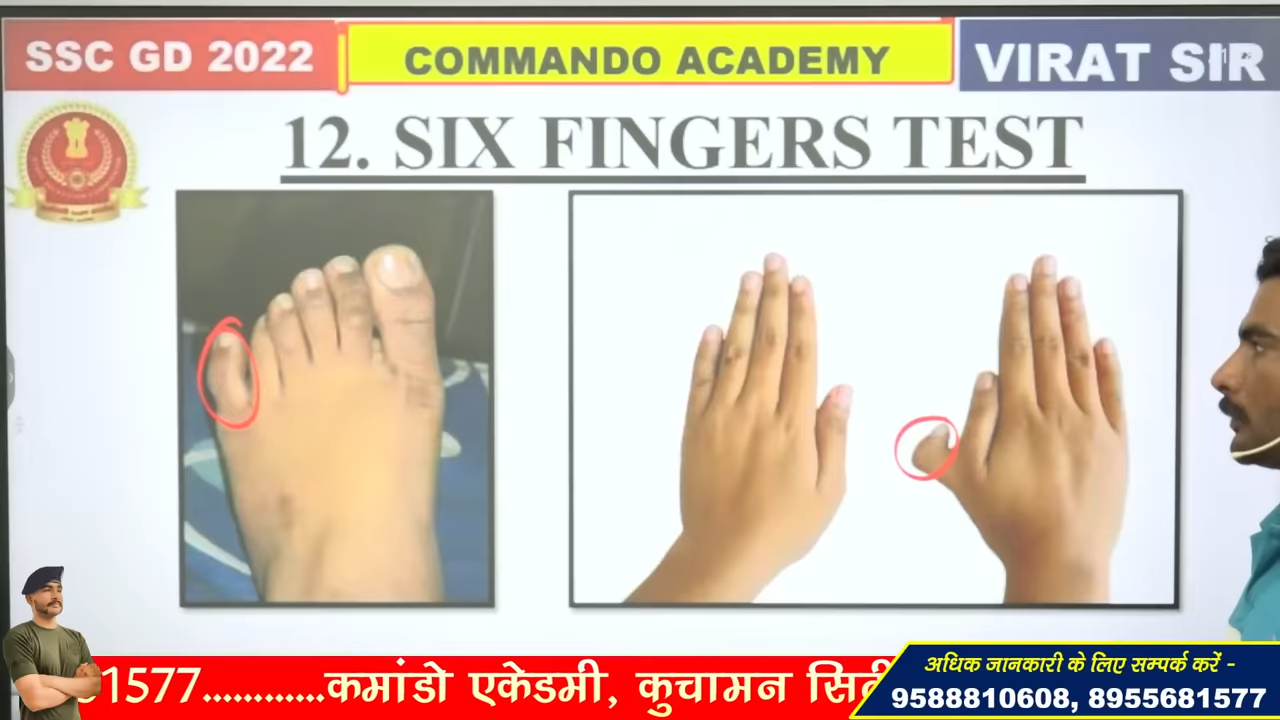 SSC GD 2022
COMMANDO ACADEMY
VIRAT SIR
12. SIX FINGERS TEST
1577............कमांडो एकेडमी, कुचामन सिटी
अधिक जानकारी के लिए सम्पर्क करें -
9588810608, 8955681577